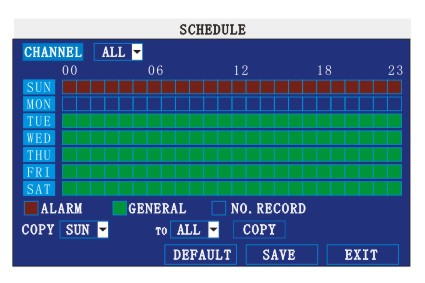 SCHEDULE
CHANNEL ALL
00 06 12 18 23
SUN
MON
TUE
WED
THU
FRI
SAT
ALARM GENERAL NO. RECORD
COPY SUN TO ALL COPY
DEFAULT SAVE EXIT